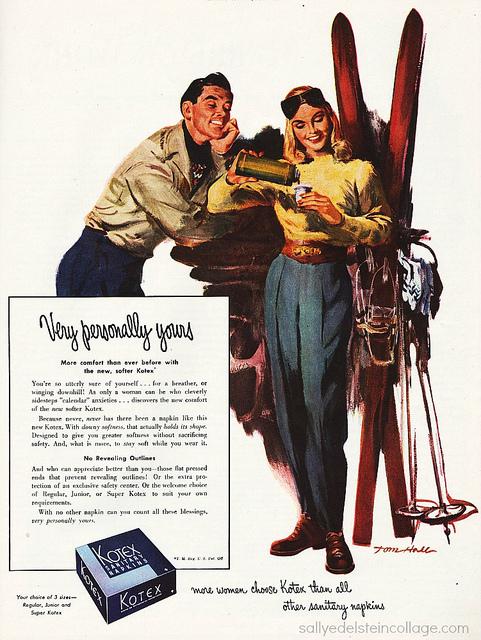 Very personally yours
More comfort than ever before with
the new, softer Kotex*
You're so utterly sure of yourself . . . for a breather, or
winging downhill! As only a woman can be who cleverly
sidesteps "calendar" anxieties . . . discovers the new comfort
of the new softer Kotex.
Because never, never has there been a napkin like this
new Kotex. With downy softness, that actually holds its shape.
Designed to give you greater softness without sacrificing
safety. And, what is more, to stay soft while you wear it.
No Revealing Outlines
And who can appreciate better than you—those flat pressed
ends that prevent revealing outlines! Or the extra pro-
tection of an exclusive safety center. Or the welcome choice
of Regular, Junior, or Super Kotex to suit your own
requirements.
With no other napkin can you count all these blessings,
very personally yours.
*T. M. Reg. U. S. Pat. Off.
KOTEX
SANITARY
NAPKINS
KOTEX
KOTEX
Your choice of 3 sizes—
Regular, Junior and
Super Kotex
Tom Hall
more women choose Kotex than all
other sanitary napkins
sallyedelsteincollage.com